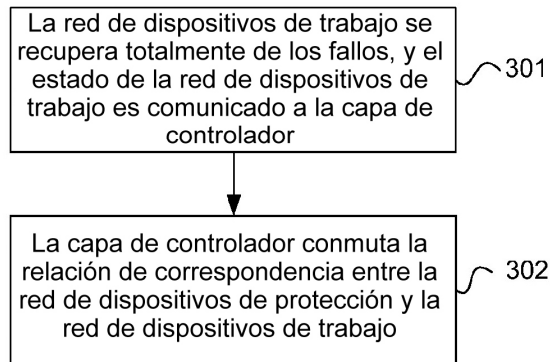 La red de dispositivos de trabajo se
recupera totalmente de los fallos, y el
estado de la red de dispositivos de
trabajo es comunicado a la capa de
controlador
301
La capa de controlador conmuta la
relación de correspondencia entre la
red de dispositivos de protección y la
red de dispositivos de trabajo
302